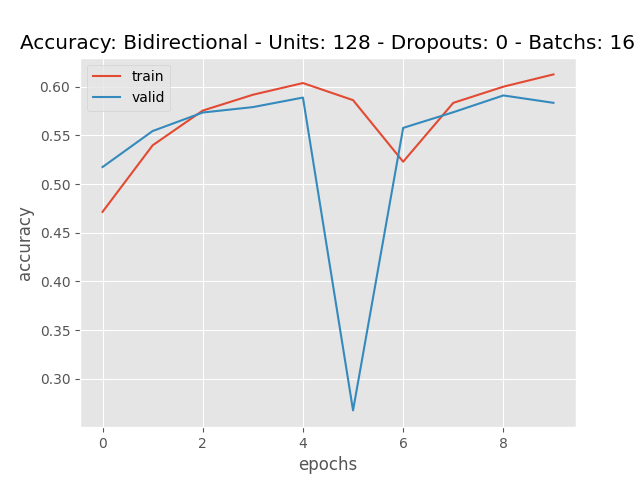 Accuracy: Bidirectional - Units: 128 - Dropouts: 0 - Batchs: 16
train
valid
0.60
0.55
0.50
0.45
0.40
0.35
0.30
accuracy
0
2
4
6
8
epochs